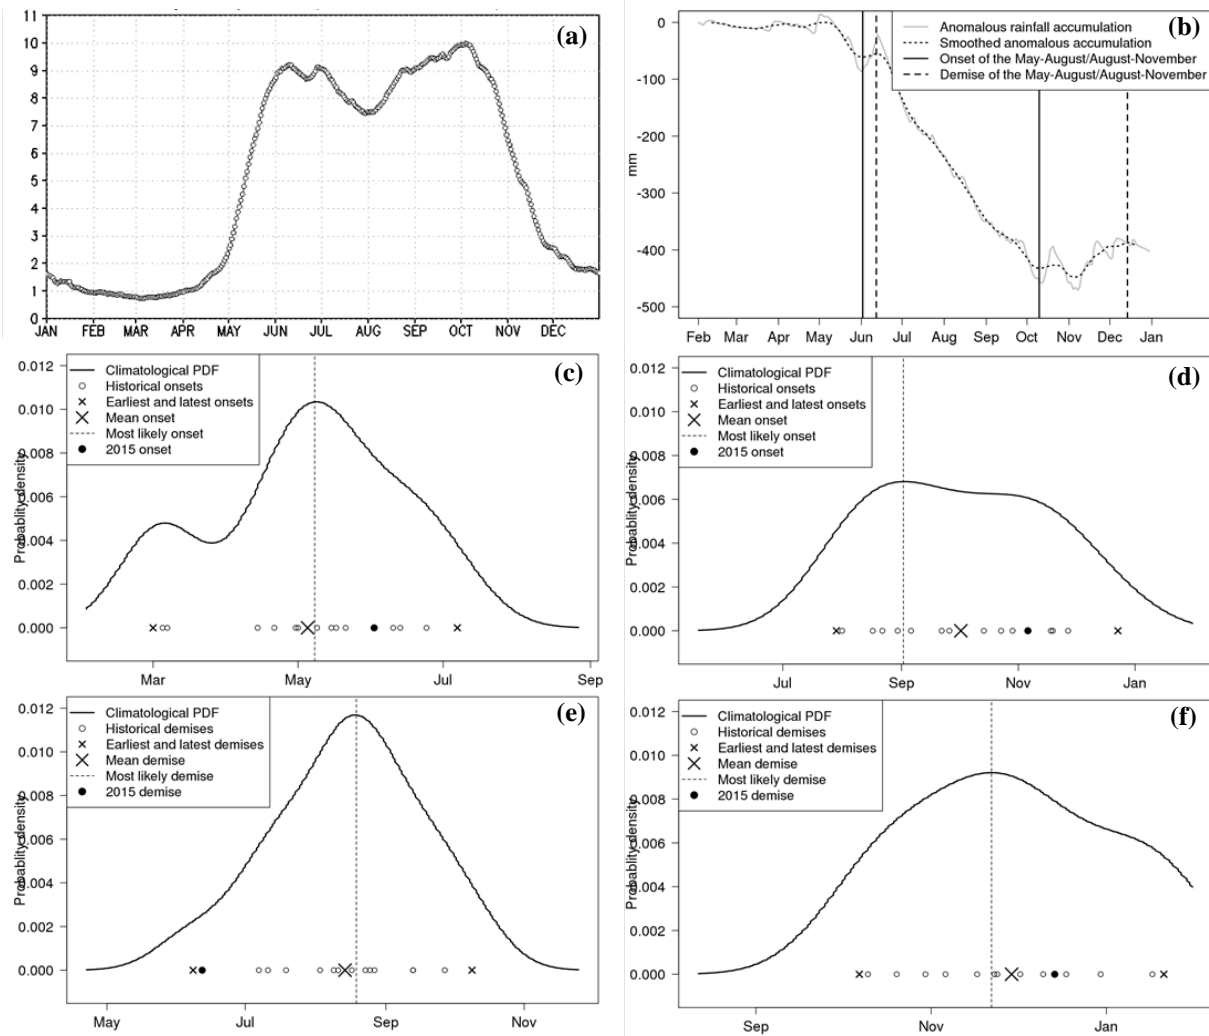 (a)
11
10
9
8
7
6
5
4
3
2
1
0
JAN FEB MAR APR MAY JUN JUL AUG SEP OCT NOV DEC
(b)
Anomalous rainfall accumulation
Smoothed anomalous accumulation
Onset of the May-August/August-November
Demise of the May-August/August-November
mm
0
-100
-200
-300
-400
-500
Feb Mar Apr May Jun Jul Aug Sep Oct Nov Dec Jan
(c)
Climatological PDF
Historical onsets
Earliest and latest onsets
Mean onset
Most likely onset
2015 onset
Probablity density
0.012
0.010
0.008
0.006
0.004
0.002
0.000
Mar May Jul Sep
(d)
Climatological PDF
Historical onsets
Earliest and latest onsets
Mean onset
Most likely onset
2015 onset
Probablity density
0.012
0.010
0.008
0.006
0.004
0.002
0.000
Jul Sep Nov Jan
(e)
Climatological PDF
Historical demises
Earliest and latest demises
Mean demise
Most likely demise
2015 demise
Probablity density
0.012
0.010
0.008
0.006
0.004
0.002
0.000
May Jul Sep Nov
(f)
Climatological PDF
Historical demises
Earliest and latest demises
Mean demise
Most likely demise
2015 demise
Probablity density
0.012
0.010
0.008
0.006
0.004
0.002
0.000
Sep Nov Jan